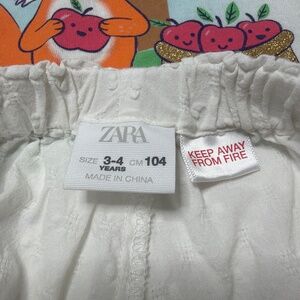 ZARA
SIZE 3-4 CM 104
YEARS
MADE IN CHINA
KEEP AWAY
FROM FIRE